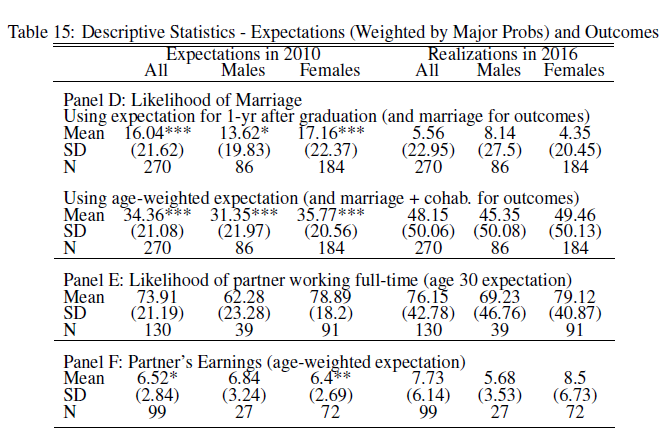 Table 15: Descriptive Statistics - Expectations (Weighted by Major Probs) and Outcomes
Expectations in 2010 Realizations in 2016
All Males Females All Males Females
Panel D: Likelihood of Marriage
Using expectation for 1-yr after graduation (and marriage for outcomes)
Mean 16.04*** 13.62* 17.16*** 5.56 8.14 4.35
SD (21.62) (19.83) (22.37) (22.95) (27.5) (20.45)
N 270 86 184 270 86 184
Using age-weighted expectation (and marriage + cohab. for outcomes)
Mean 34.36*** 31.35*** 35.77*** 48.15 45.35 49.46
SD (21.08) (21.97) (20.56) (50.06) (50.08) (50.13)
N 270 86 184 270 86 184
Panel E: Likelihood of partner working full-time (age 30 expectation)
Mean 73.91 62.28 78.89 76.15 69.23 79.12
SD (21.19) (23.28) (18.2) (42.78) (46.76) (40.87)
N 130 39 91 130 39 91
Panel F: Partner's Earnings (age-weighted expectation)
Mean 6.52* 6.84 6.4** 7.73 5.68 8.5
SD (2.84) (3.24) (2.69) (6.14) (3.53) (6.73)
N 99 27 72 99 27 72